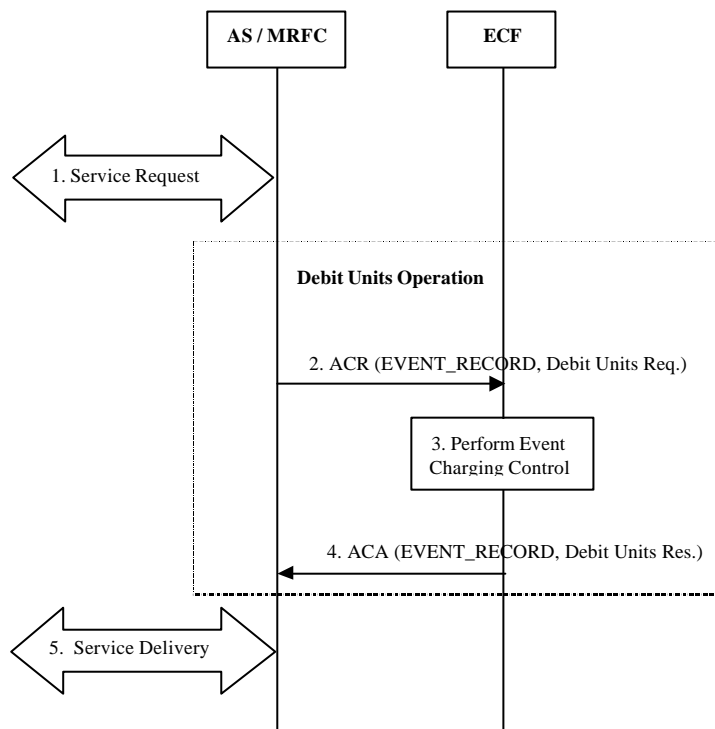 AS / MRFC
ECF
1. Service Request
Debit Units Operation
2. ACR (EVENT_RECORD, Debit Units Req.)
3. Perform Event
Charging Control
4. ACA (EVENT_RECORD, Debit Units Res.)
5. Service Delivery